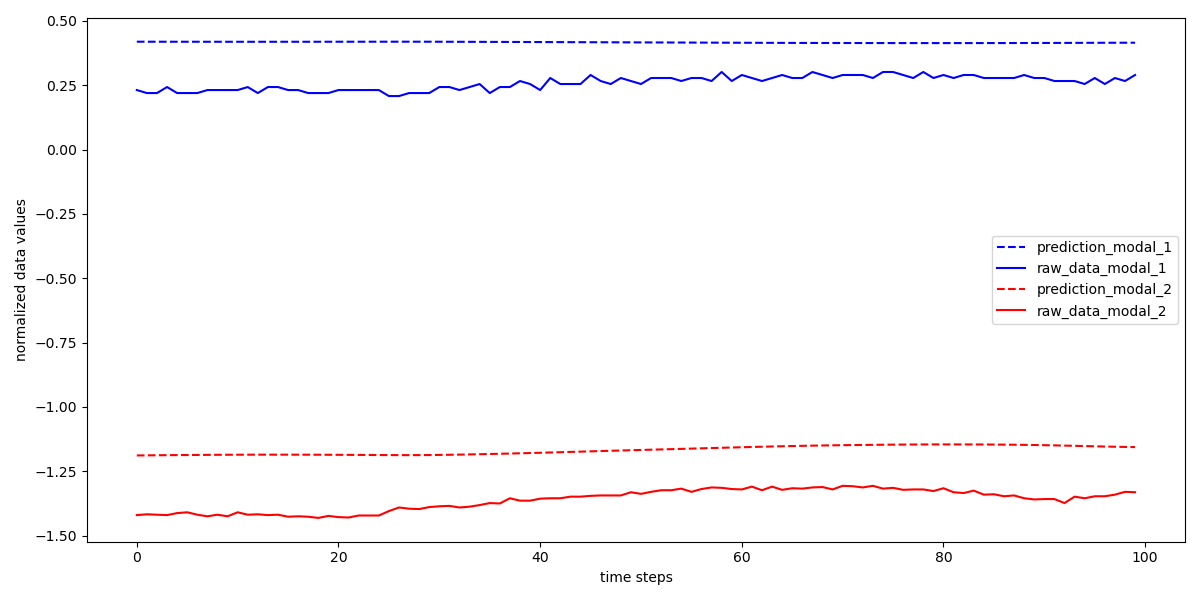 0.50
0.25
0.00
−0.25
−0.50
−0.75
−1.00
−1.25
−1.50
normalized data values
prediction_modal_1
raw_data_modal_1
prediction_modal_2
raw_data_modal_2
0 20 40 60 80 100
time steps